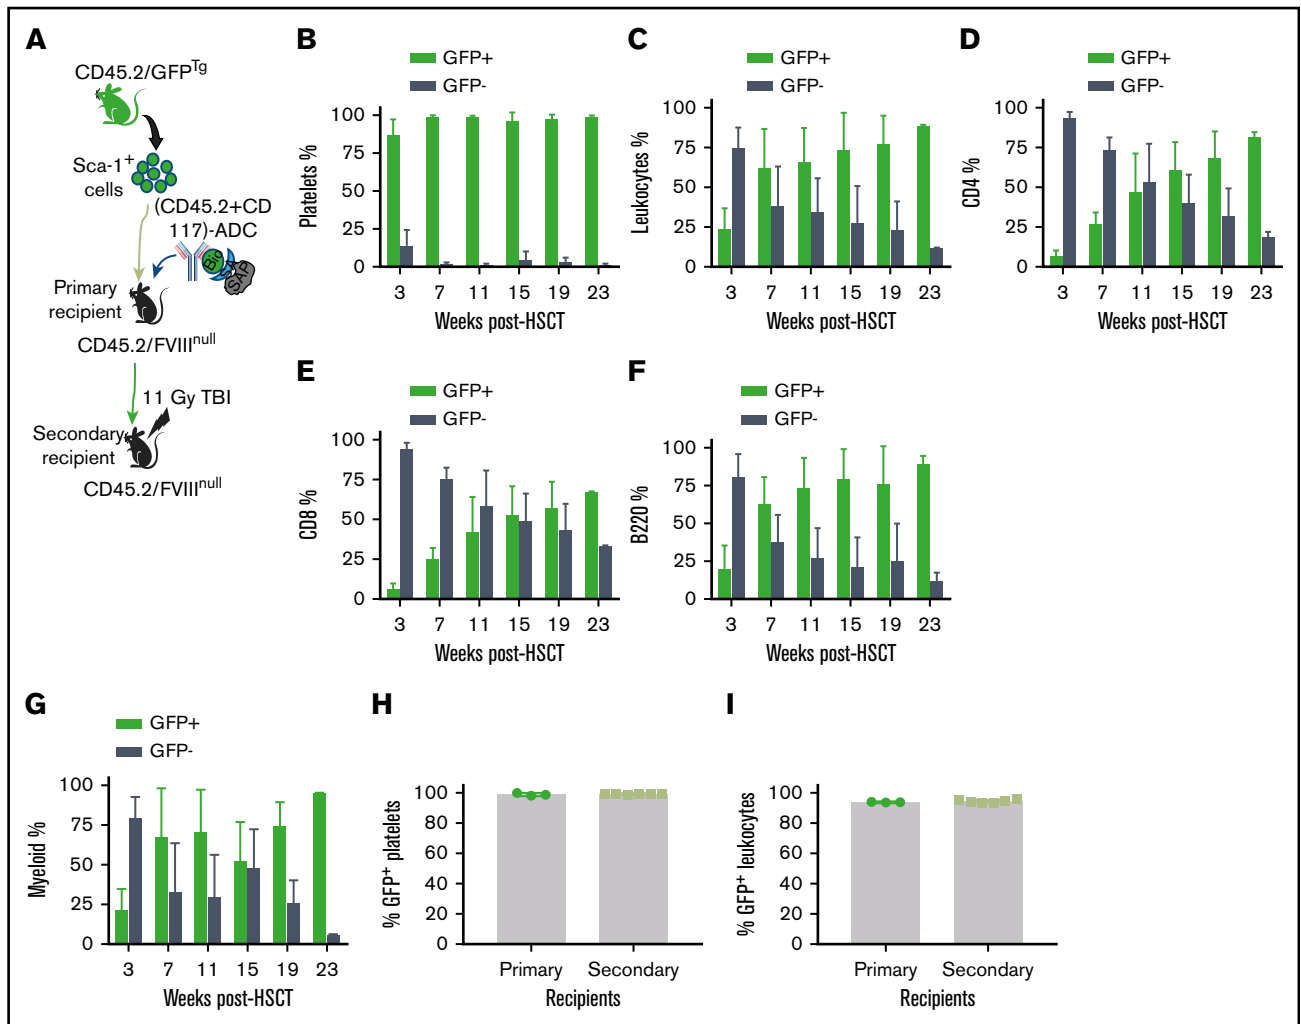 A
CD45.2/GFPTg
Sca-1+
cells
(CD45.2+CD
117)-ADC
Bio
SA
SAP
Primary
recipient
CD45.2/FVIIInull
11 Gy TBI
Secondary
recipient
CD45.2/FVIIInull
B
GFP+
GFP-
Platelets %
100
75
50
25
0
3 7 11 15 19 23
Weeks post-HSCT
C
GFP+
GFP-
Leukocytes %
100
75
50
25
0
3 7 11 15 19 23
Weeks post-HSCT
D
GFP+
GFP-
CD4 %
100
75
50
25
0
3 7 11 15 19 23
Weeks post-HSCT
E
GFP+
GFP-
CD8 %
100
75
50
25
0
3 7 11 15 19 23
Weeks post-HSCT
F
GFP+
GFP-
B220 %
100
75
50
25
0
3 7 11 15 19 23
Weeks post-HSCT
G
GFP+
GFP-
Myeloid %
100
75
50
25
0
3 7 11 15 19 23
Weeks post-HSCT
H
% GFP+ platelets
100
80
60
40
20
0
Primary Secondary
Recipients
I
% GFP+ leukocytes
100
80
60
40
20
0
Primary Secondary
Recipients